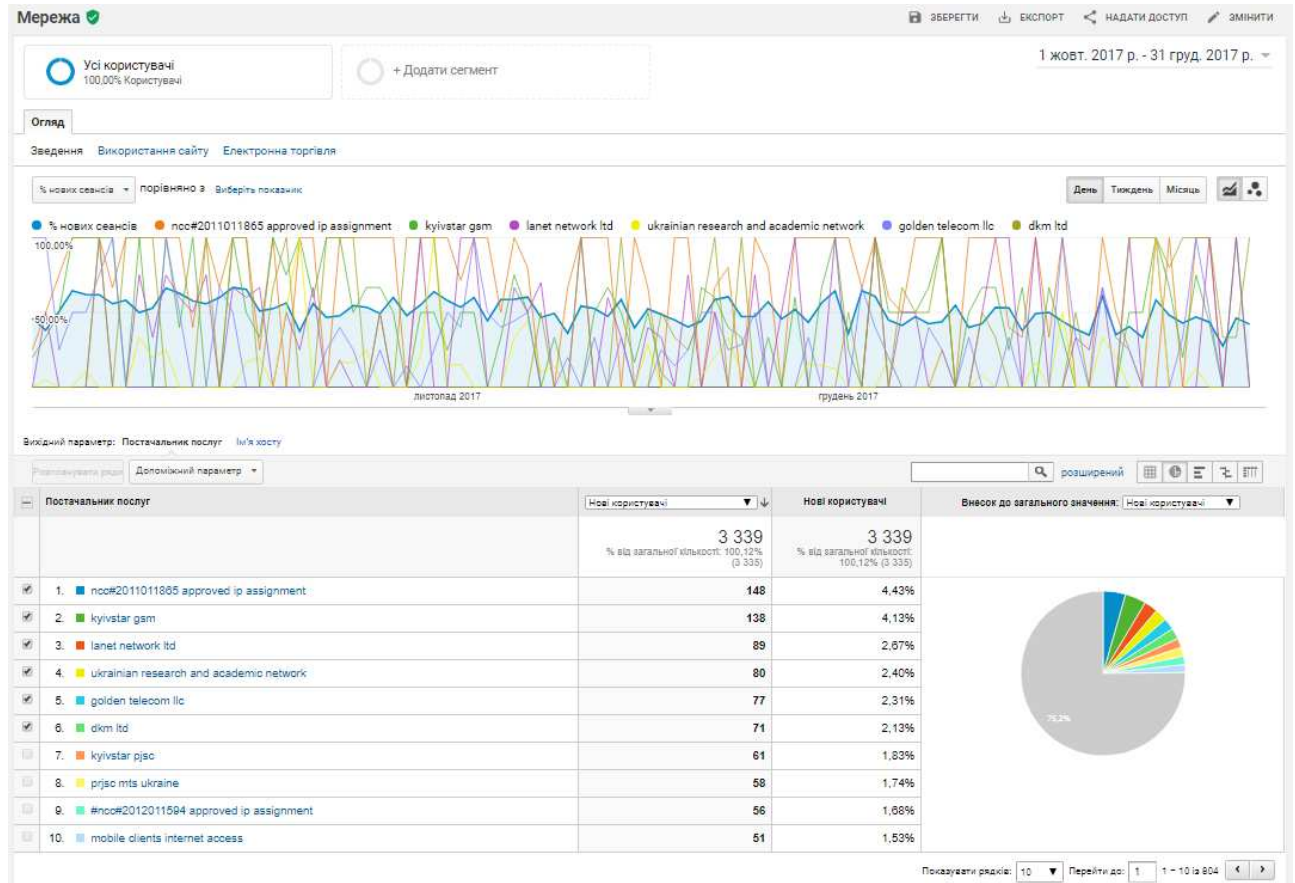 Мережа
ЗБЕРЕГТИ ЕКСПОРТ НАДАТИ ДОСТУП ЗМІНИТИ
Усі користувачі
100,00% Користувачі
+ Додати сегмент
1 жовт. 2017 р. - 31 груд. 2017 р.
Огляд
Зведення Використання сайту Електронна торгівля
% нових сеансів порівняно з Виберіть показник
День Тиждень Місяць
% нових сеансів ncc#2011011865 approved ip assignment kyivstar gsm lanet network ltd ukrainian research and academic network golden telecom llc dkm ltd
100,00%
50,00%
листопад 2017 грудень 2017
Вихідний параметр: Постачальник послуг Ім'я хосту
Допоміжний параметр розширений
Постачальник послуг Нові користувачі Нові користувачі Внесок до загального значення: Нові користувачі
3 339 3 339
% від загальної кількості: 100,12% % від загальної кількості:
(3 335) 100,12% (3 335)
1. ncc#2011011865 approved ip assignment 148 4,43%
2. kyivstar gsm 138 4,13%
3. lanet network ltd 89 2,67%
4. ukrainian research and academic network 80 2,40%
5. golden telecom llc 77 2,31%
6. dkm ltd 71 2,13%
7. kyivstar pjsc 61 1,83%
8. prjsc mts ukraine 58 1,74%
9. #ncc#2012011594 approved ip assignment 56 1,68%
10. mobile clients internet access 51 1,53%
75,2%
Показувати рядків: 10 Перейти до: 1 1 – 10 із 804